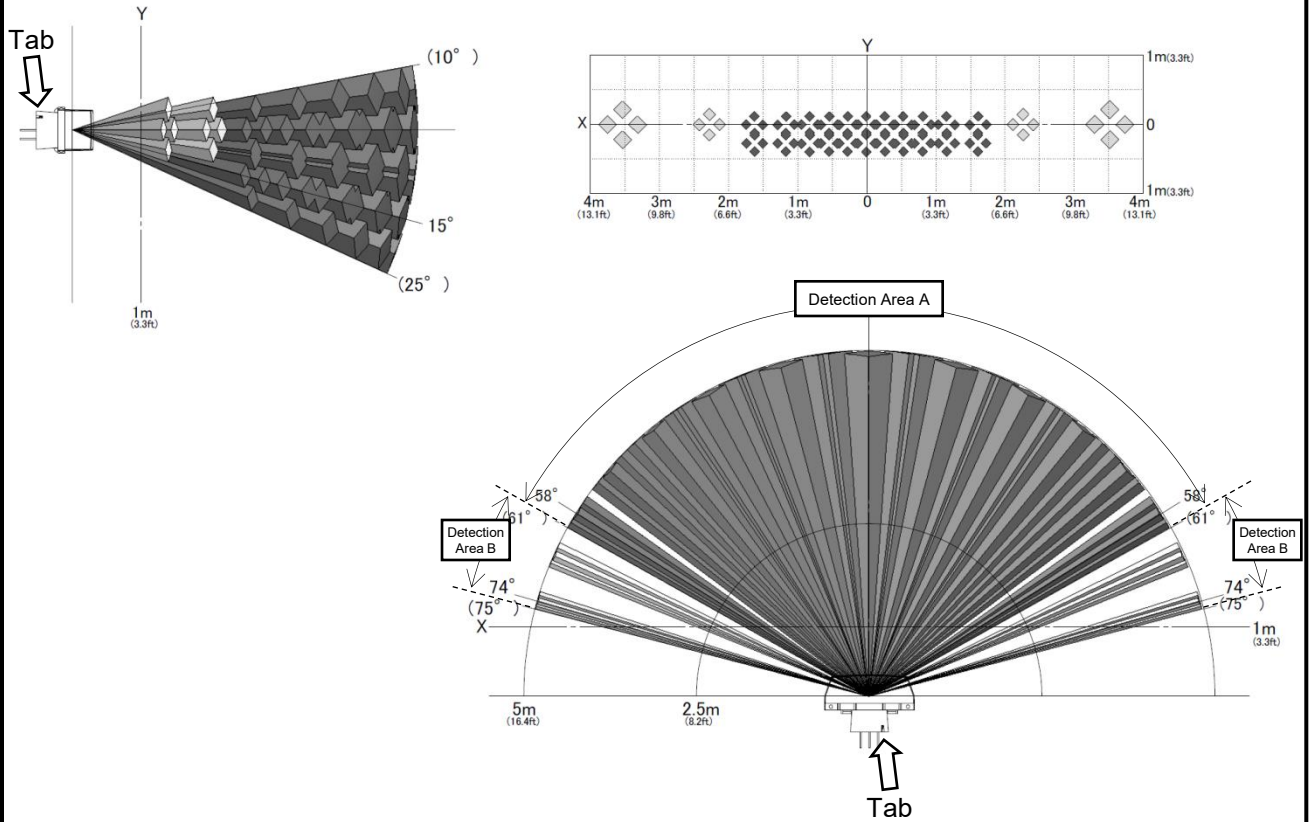 Tab
Y
(10° )
15°
(25° )
1m
(3.3ft)
Y
1m(3.3ft)
X
0
1m(3.3ft)
4m 3m 2m 1m 0 1m 2m 3m 4m
(13.1ft) (9.8ft) (6.6ft) (3.3ft) (3.3ft) (6.6ft) (9.8ft) (13.1ft)
Detection Area A
58° 58°
(61° ) (61° )
Detection
Area B
Detection
Area B
74° 74°
(75° ) (75° )
X
1m
(3.3ft)
5m 2.5m
(16.4ft) (8.2ft)
Tab